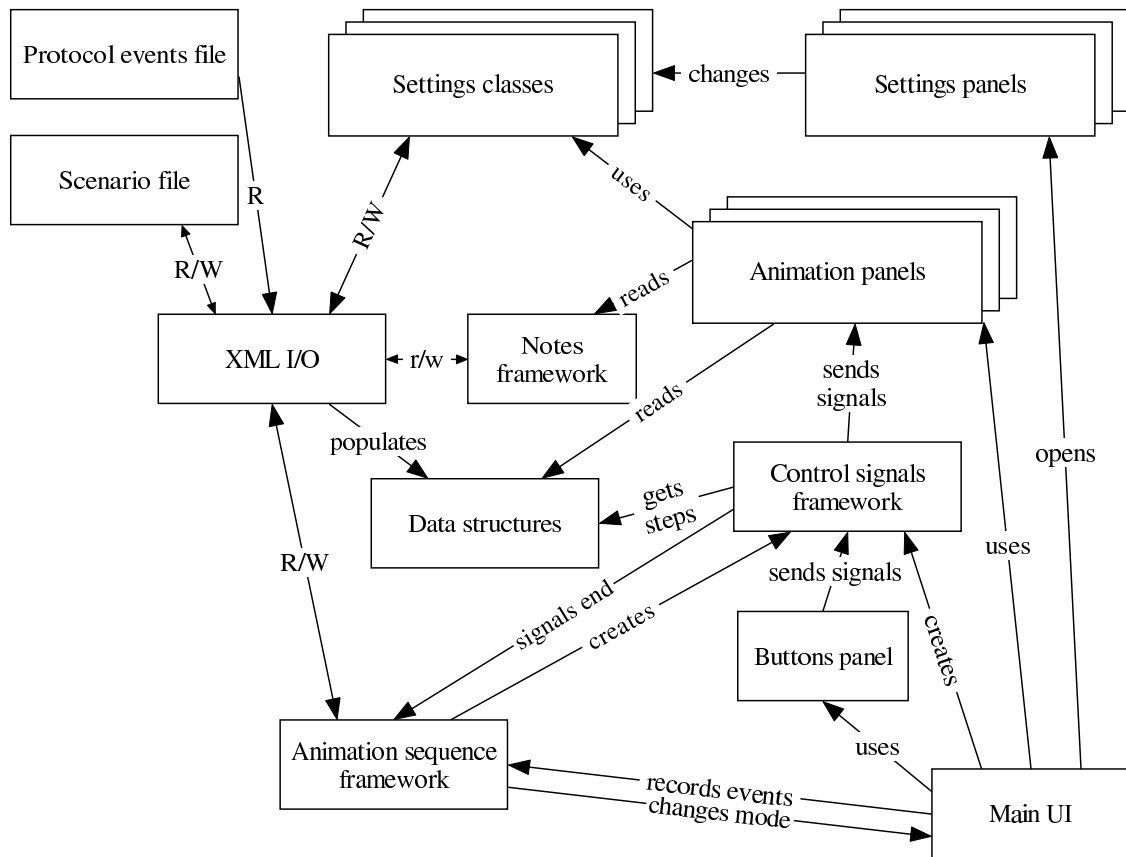 Protocol events file
Settings classes
changes
Settings panels
Scenario file
R
uses
R/W
R/W
Animation panels
reads
XML I/O
r/w
Notes
framework
sends
signals
reads
populates
opens
Control signals
framework
gets
steps
Data structures
R/W
uses
sends signals
signals end
creates
creates
Buttons panel
uses
Animation sequence
framework
records events
changes mode
Main UI